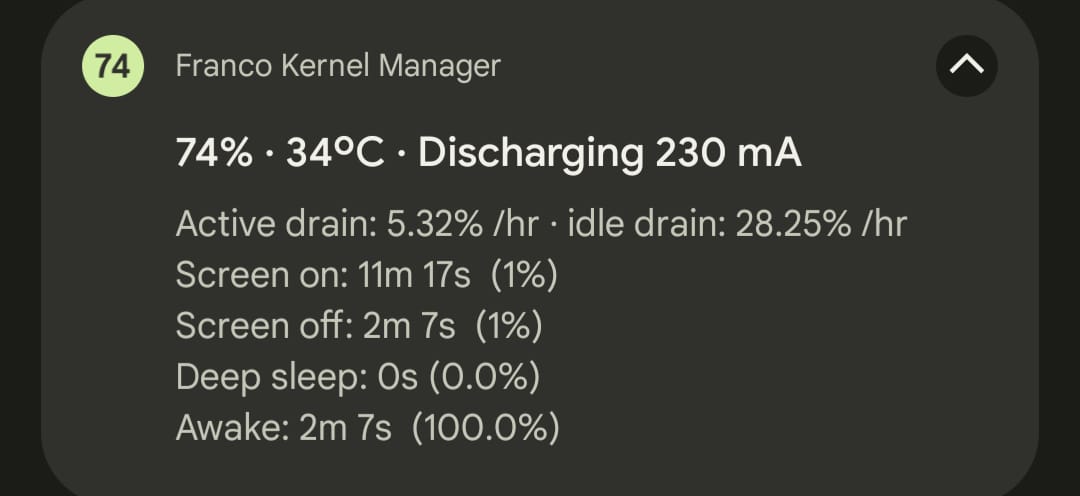 74 Franco Kernel Manager
74% · 34ºC · Discharging 230 mA
Active drain: 5.32% /hr · idle drain: 28.25% /hr
Screen on: 11m 17s (1%)
Screen off: 2m 7s (1%)
Deep sleep: 0s (0.0%)
Awake: 2m 7s (100.0%)